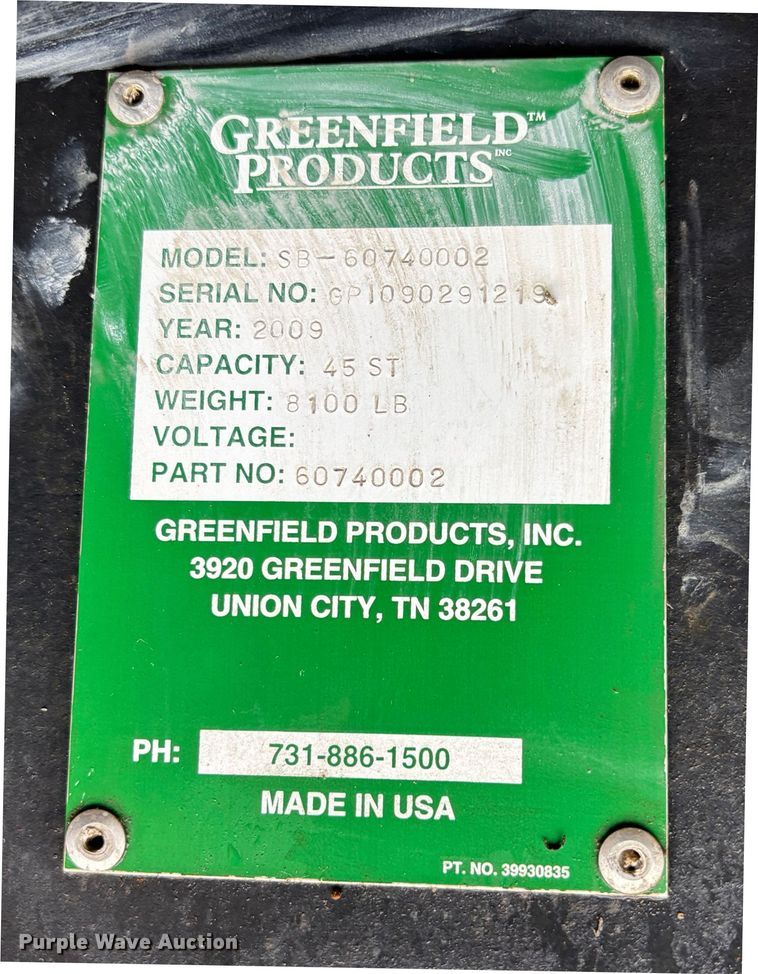 GREENFIELD™
PRODUCTS INC
MODEL: SB-60740002
SERIAL NO: GPI090291219
YEAR: 2009
CAPACITY: 45 ST
WEIGHT: 8100 LB
VOLTAGE:
PART NO: 60740002
GREENFIELD PRODUCTS, INC.
3920 GREENFIELD DRIVE
UNION CITY, TN 38261
PH: 731-886-1500
MADE IN USA
PT. NO. 39930835
Purple Wave Auction